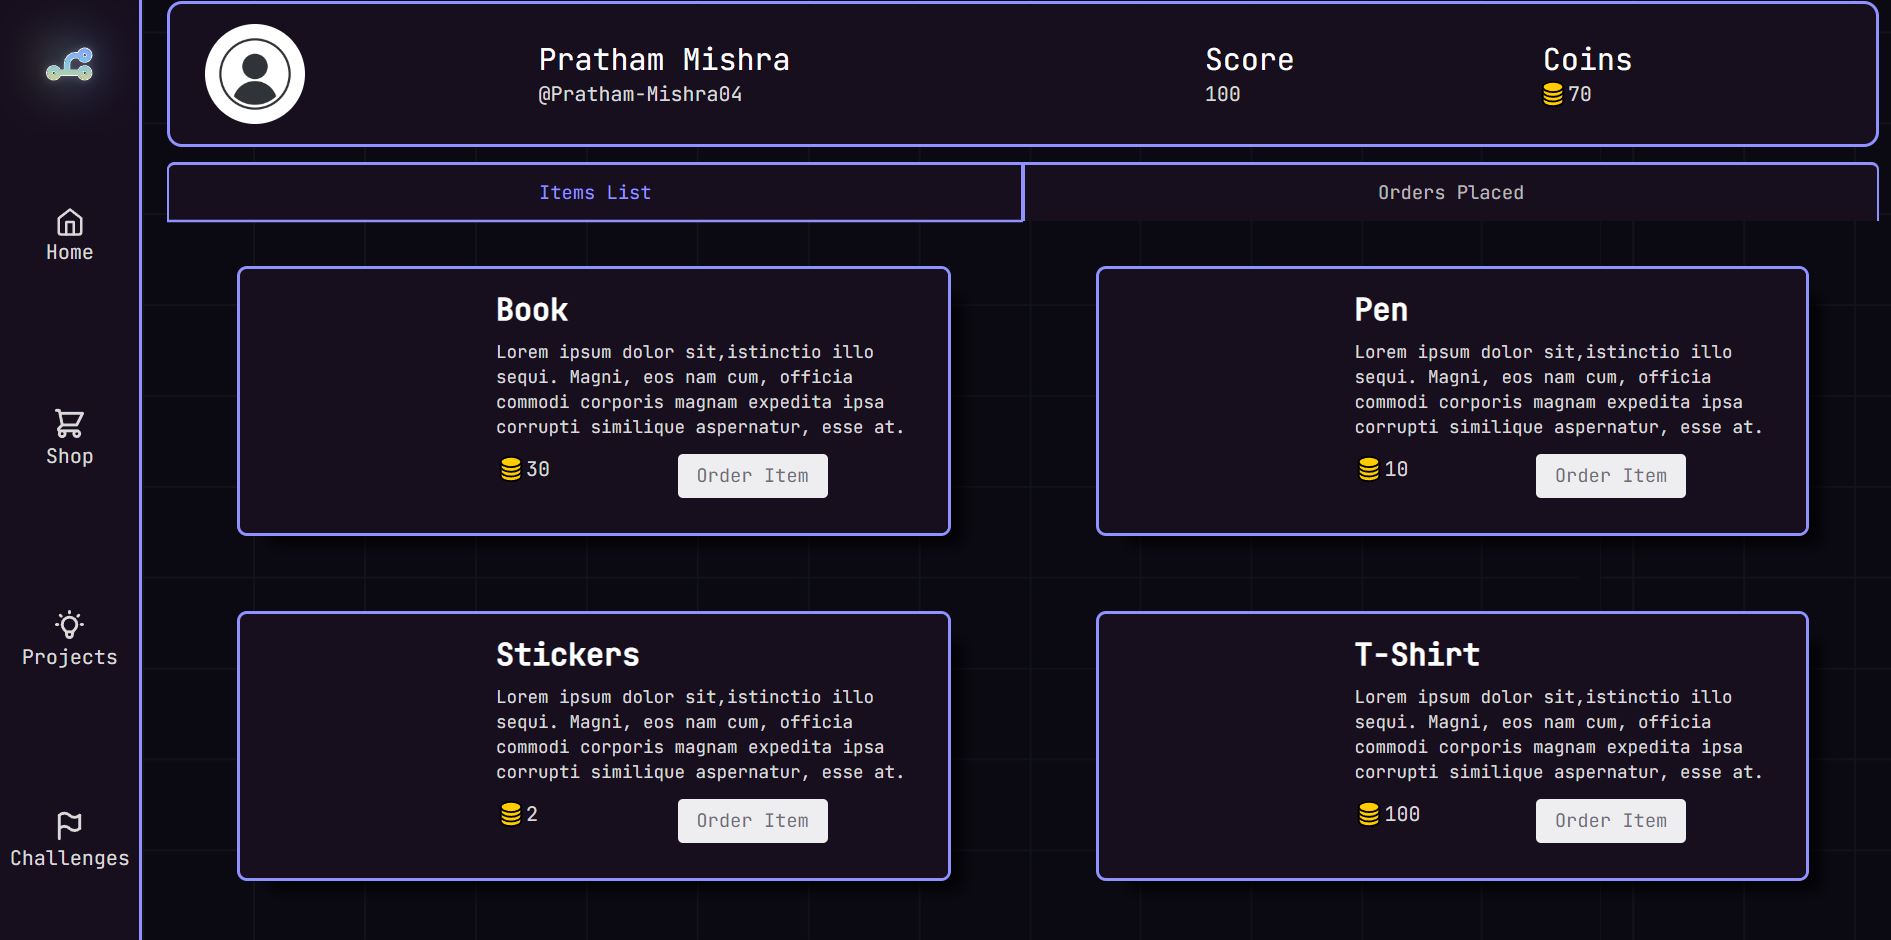 Pratham Mishra
@Pratham-Mishra04
Score
100
Coins
70
Home
Shop
Projects
Challenges
Items List
Orders Placed
Book
Lorem ipsum dolor sit,istinctio illo
sequi. Magni, eos nam cum, officia
commodi corporis magnam expedita ipsa
corrupti similique aspernatur, esse at.
30
Order Item
Pen
Lorem ipsum dolor sit,istinctio illo
sequi. Magni, eos nam cum, officia
commodi corporis magnam expedita ipsa
corrupti similique aspernatur, esse at.
10
Order Item
Stickers
Lorem ipsum dolor sit,istinctio illo
sequi. Magni, eos nam cum, officia
commodi corporis magnam expedita ipsa
corrupti similique aspernatur, esse at.
2
Order Item
T-Shirt
Lorem ipsum dolor sit,istinctio illo
sequi. Magni, eos nam cum, officia
commodi corporis magnam expedita ipsa
corrupti similique aspernatur, esse at.
100
Order Item